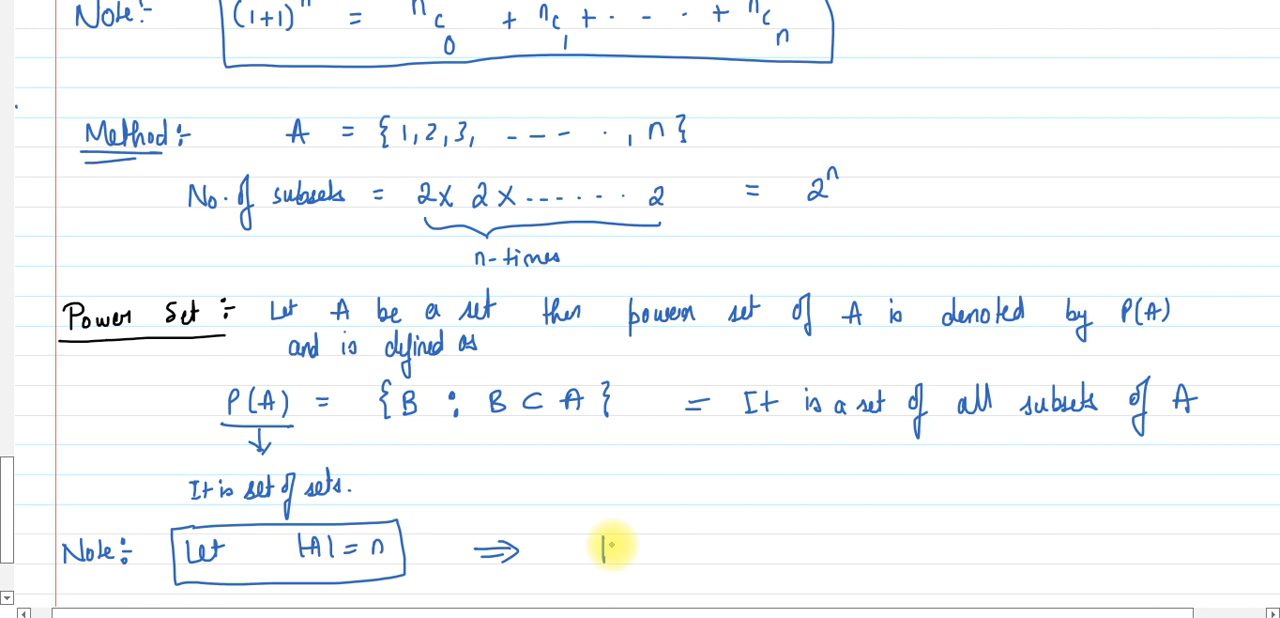 Note:- (1+1)^n = nC0 + nC1 + - - . + nCn
Method:- A = {1,2,3, - - - ., n}
No. of subsets = 2 × 2 × - - - - - . 2 = 2^n
n-times
Power Set :- Let A be a set then power set of A is denoted by P(A)
and is defined as
P(A) = {B : B ⊂ A} = It is a set of all subsets of A
↓
It is set of sets.
Note:- Let |A| = n ⇒ |